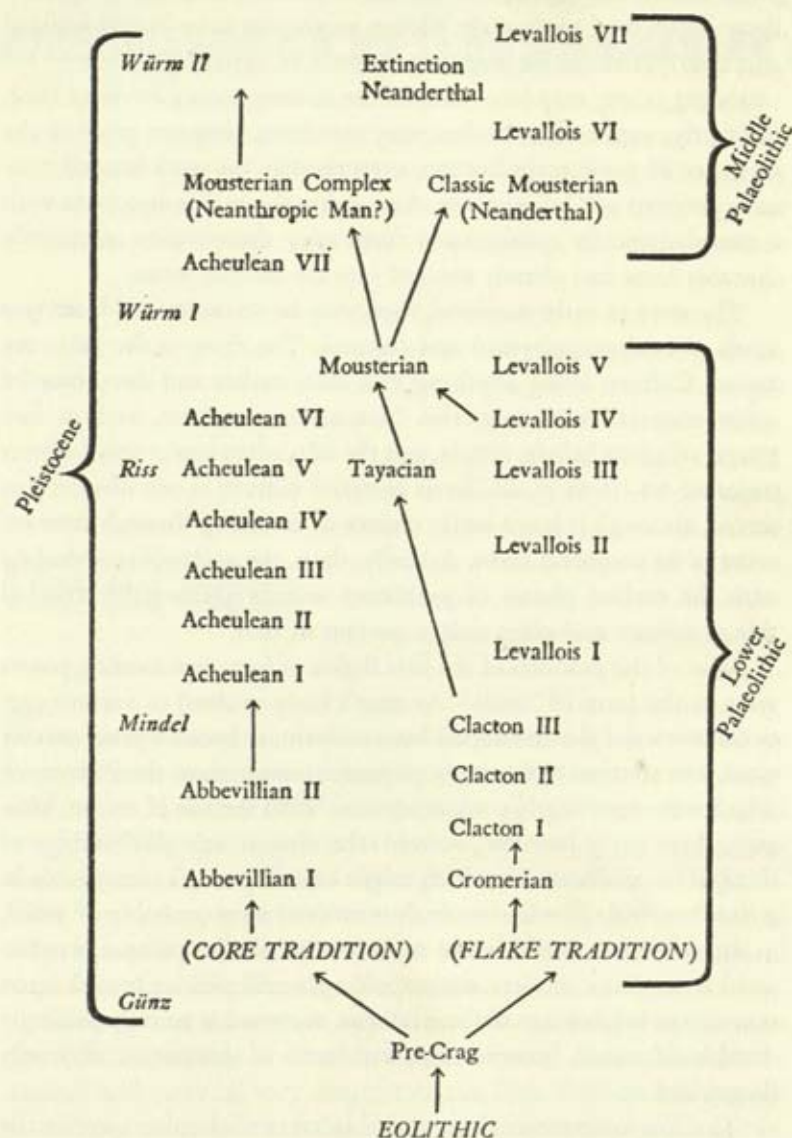 Levallois VII
Würm II
Extinction
Neanderthal
Levallois VI
Middle
Palaeolithic
Mousterian Complex
(Neanthropic Man?)
Classic Mousterian
(Neanderthal)
Acheulean VII
Würm I
Mousterian
Levallois V
Acheulean VI
Levallois IV
Pleistocene
Riss
Acheulean V
Tayacian
Levallois III
Acheulean IV
Levallois II
Acheulean III
Acheulean II
Levallois I
Lower
Palaeolithic
Acheulean I
Mindel
Clacton III
Abbevillian II
Clacton II
Clacton I
Abbevillian I
Cromerian
(CORE TRADITION)
(FLAKE TRADITION)
Günz
Pre-Crag
EOLITHIC